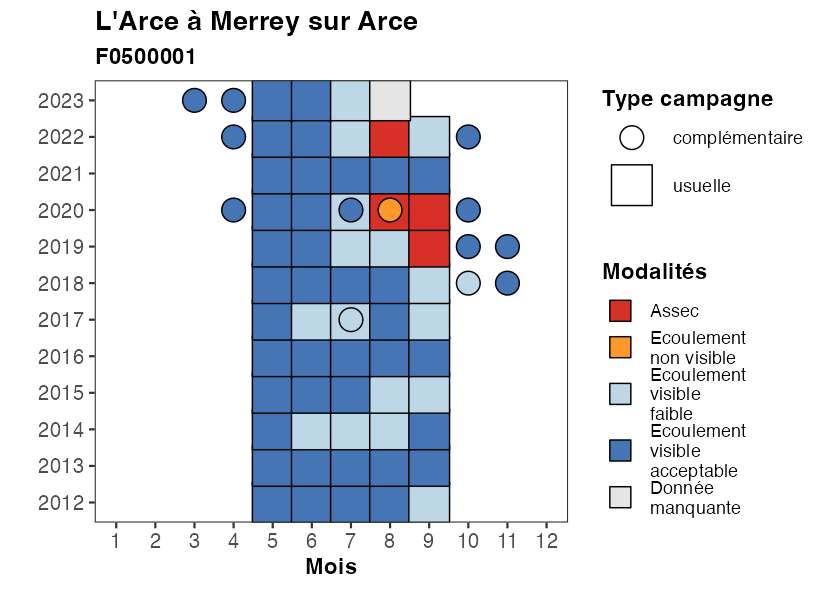 L'Arce à Merrey sur Arce
F0500001
2023
2022
2021
2020
2019
2018
2017
2016
2015
2014
2013
2012
1 2 3 4 5 6 7 8 9 10 11 12
Mois
Type campagne
complémentaire
usuelle
Modalités
Assec
Ecoulement
non visible
Ecoulement
visible
faible
Ecoulement
visible
acceptable
Donnée
manquante